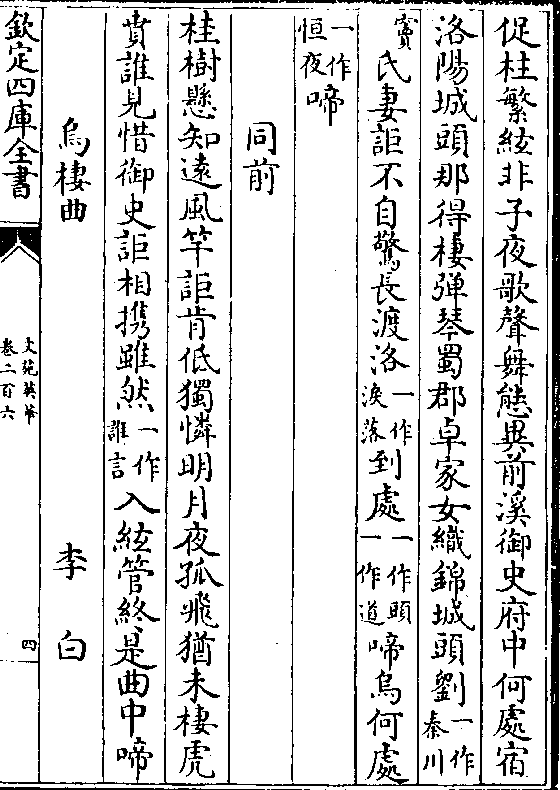 促柱繁絃非子夜歌聲舞態異前溪御史府中何處宿
洛陽城頭那得棲彈琴蜀郡卓家女織錦城頭劉一作秦川
竇氏妻詎不自驚長渡洛一作淚落到處一作頭一作道啼烏何處
一作恒夜啼
同前
桂樹懸知遠風竿詎肯低獨憐明月夜孤飛猶未棲虎
賁誰見惜御史詎相携雖然一作誰言入絃管終是曲中啼
烏棲曲 李白
欽定四庫全書
文苑英華
卷二百六
四